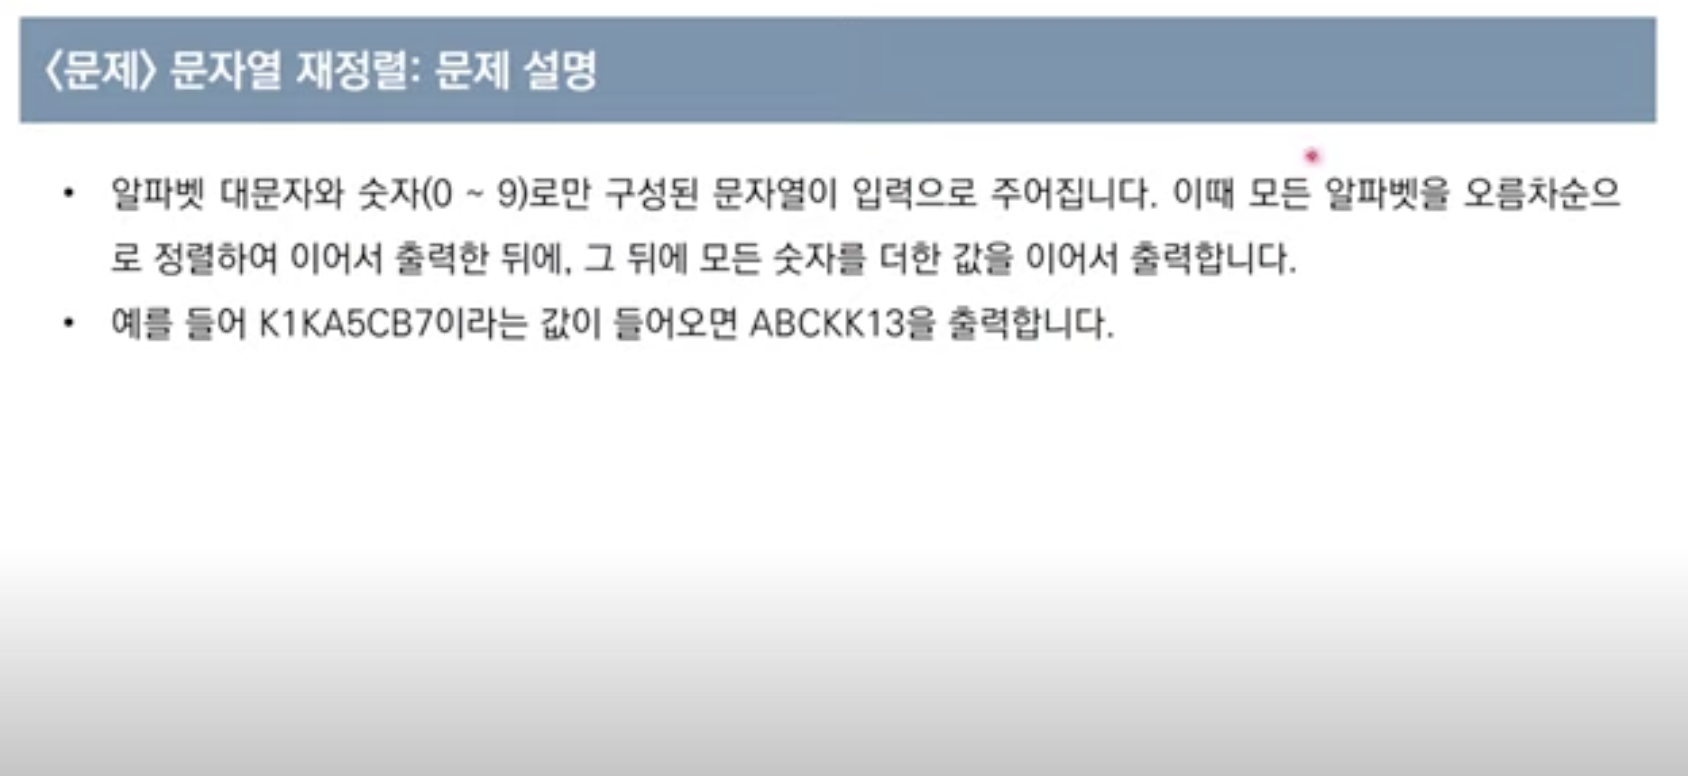 <문제> 문자열 재정렬: 문제 설명
• 알파벳 대문자와 숫자(0 ~ 9)로만 구성된 문자열이 입력으로 주어집니다. 이때 모든 알파벳을 오름차순으
로 정렬하여 이어서 출력한 뒤에, 그 뒤에 모든 숫자를 더한 값을 이어서 출력합니다.
• 예를 들어 K1KA5CB7이라는 값이 들어오면 ABCKK13을 출력합니다.